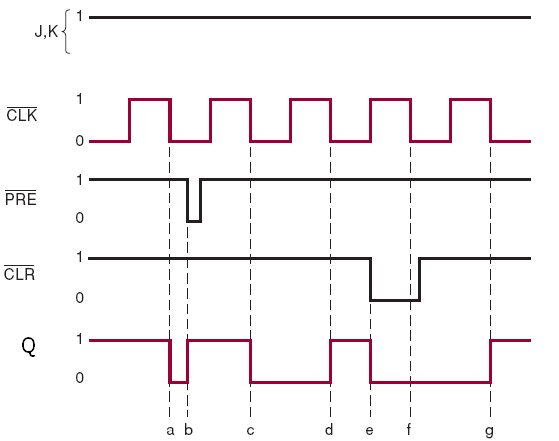 J,K { 1
CLK 1
0
PRE 1
0
CLR 1
0
Q 1
0
a b c d e f g